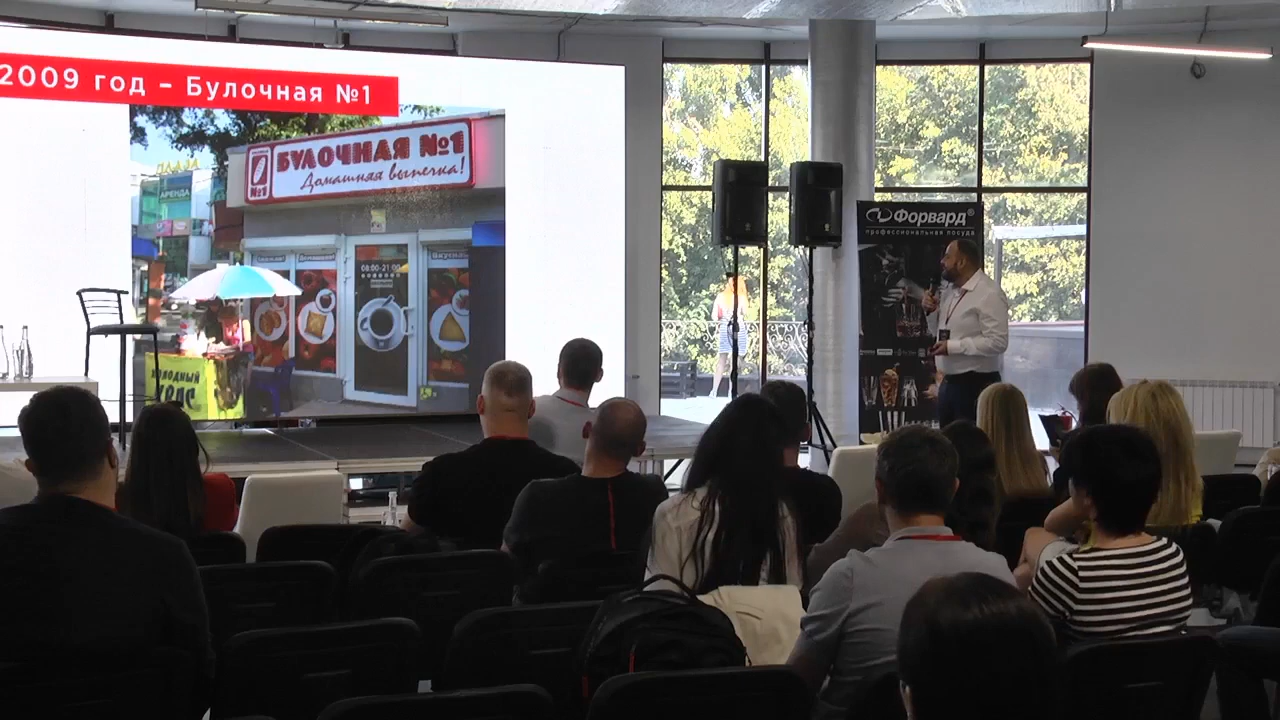 2009 год – Булочная №1
БУЛОЧНАЯ №1
Домашняя выпечка!
№1
АРЕНДА
08:00-21:00
ХОЛОДНЫЙ
КВАС
Форвард®
профессиональная посуда